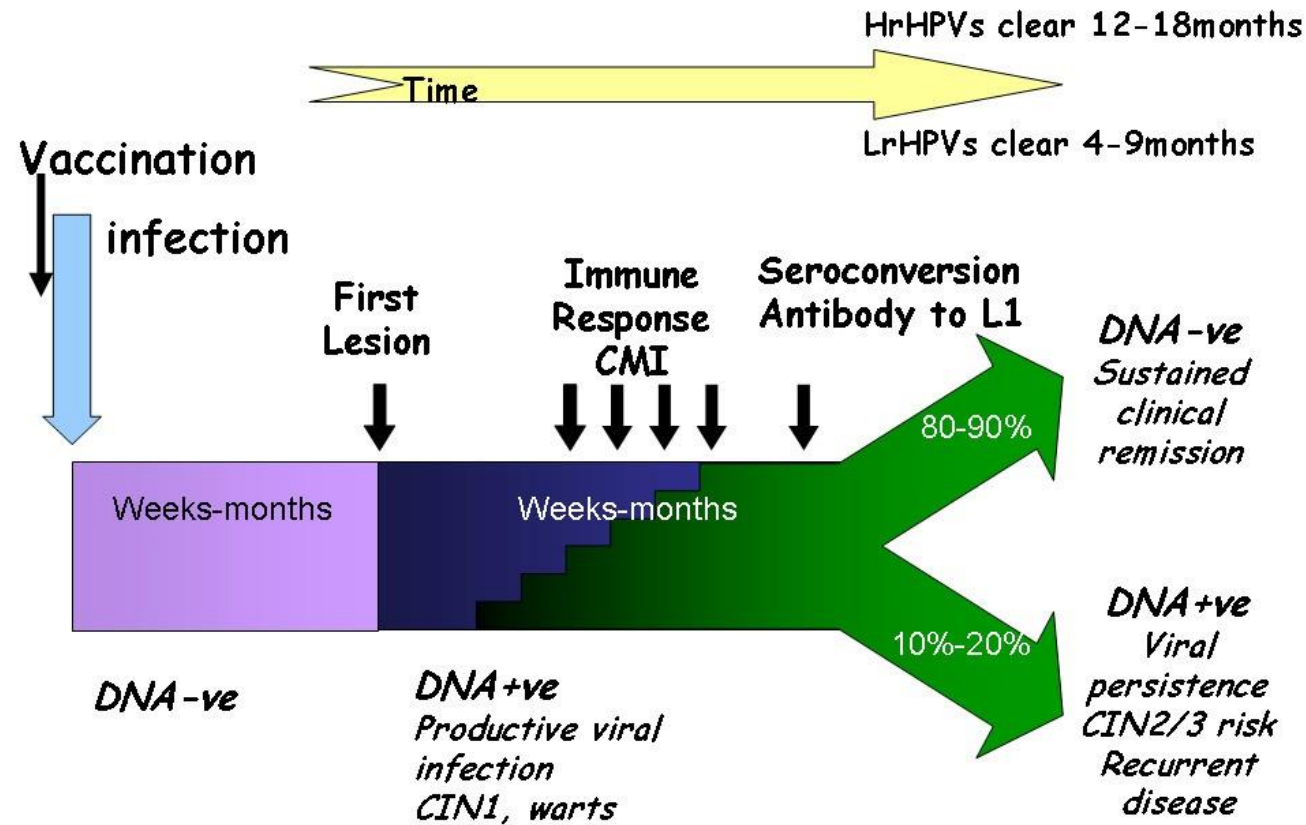 HrHPVs clear 12-18months
Time
LrHPVs clear 4-9months
Vaccination
infection
First
Lesion
Immune
Response
CMI
Seroconversion
Antibody to L1
Weeks-months
Weeks-months
80-90%
10%-20%
DNA-ve
Sustained
clinical
remission
DNA-ve
DNA+ve
Productive viral
infection
CIN1, warts
DNA+ve
Viral
persistence
CIN2/3 risk
Recurrent
disease